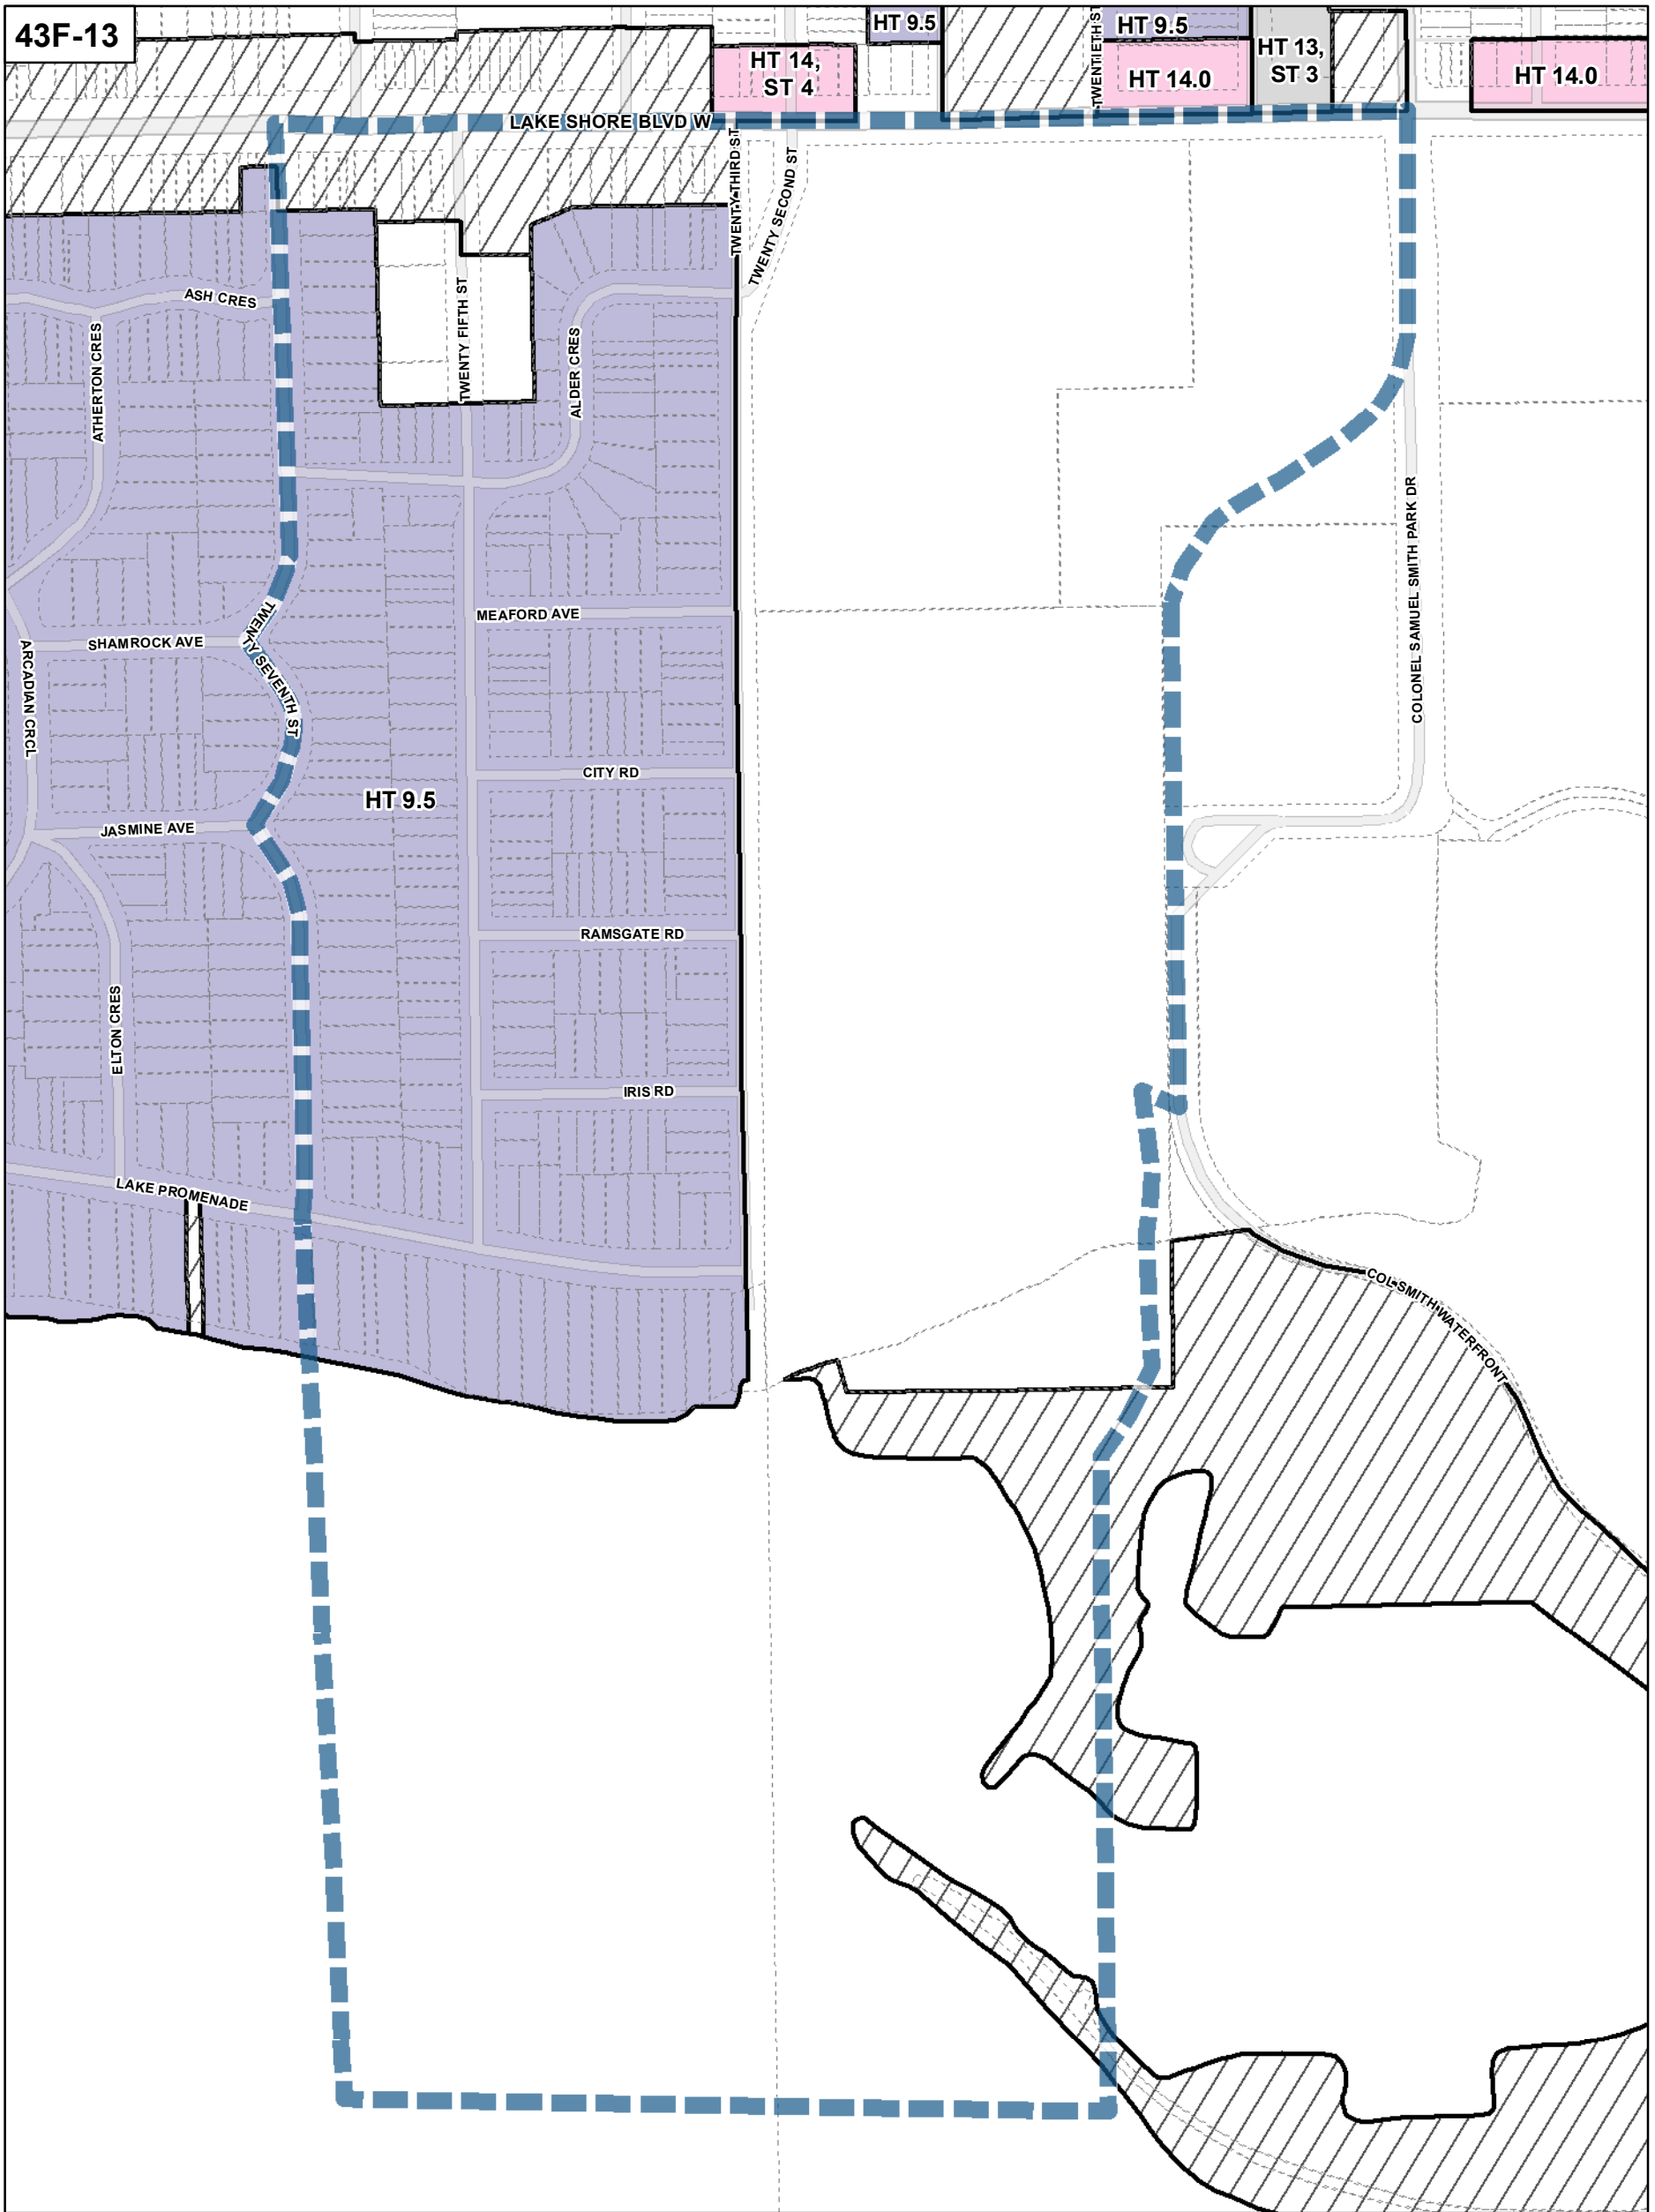 43F-13
HT 9.5
TWENTIETH ST
HT 9.5
HT 13,
ST 3
HT 14,
ST 4
HT 14.0
HT 14.0
LAKE SHORE BLVD W
TWENTY THIRD ST
TWENTY SECOND ST
ASH CRES
ATHERTON CRES
TWENTY FIFTH ST
ALDER CRES
COLONEL SAMUEL SMITH PARK DR
MEAFORD AVE
SHAMROCK AVE
TWENTY SEVENTH ST
ARCADIAN CRCL
CITY RD
HT 9.5
JASMINE AVE
RAMSGATE RD
ELTON CRES
IRIS RD
LAKE PROMENADE
COL SMITH WATERFRONT